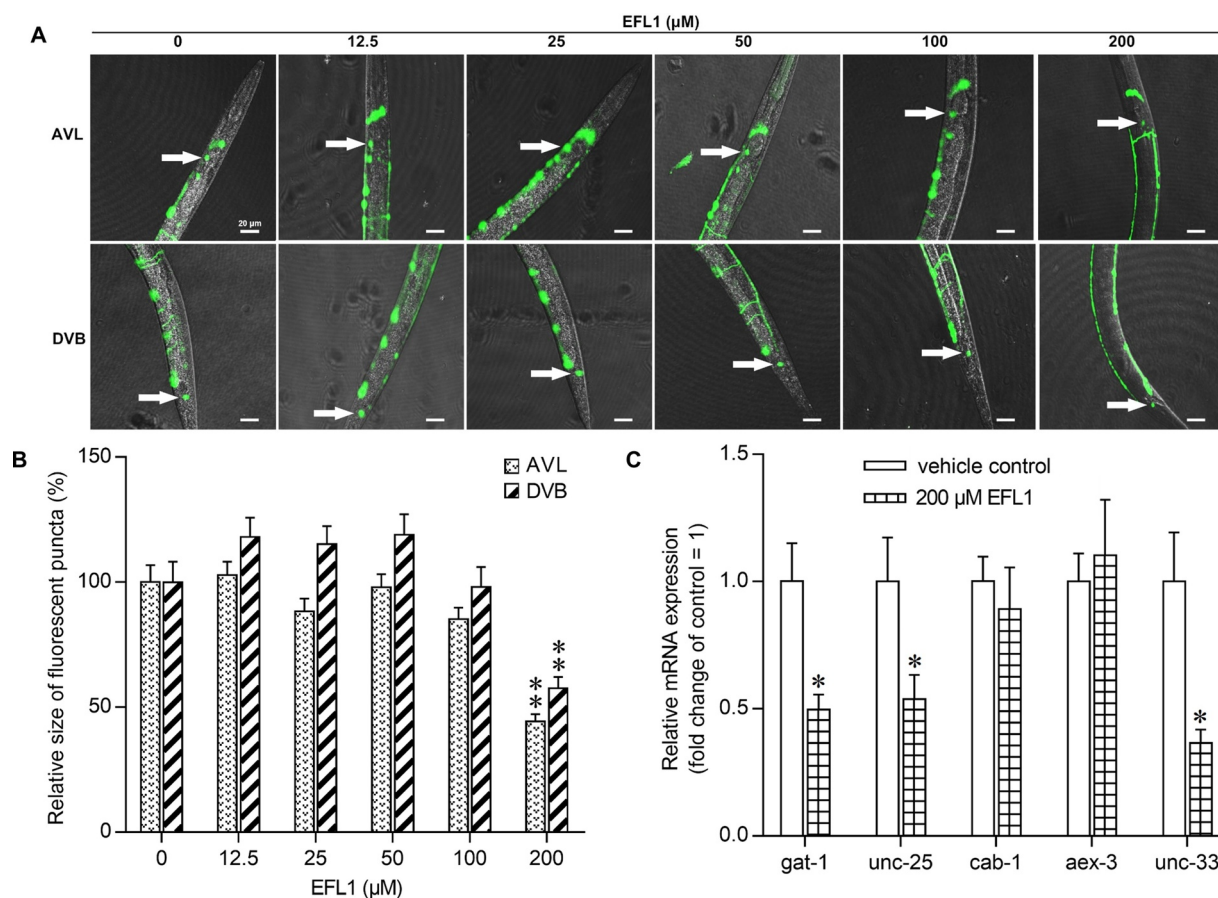 EFL1 (µM)
A
0 12.5 25 50 100 200
AVL
20 µm
DVB
B
Relative size of fluorescent puncta (%)
150
100
50
0
AVL
DVB
**
**
0 12.5 25 50 100 200
EFL1 (µM)
C
Relative mRNA expression
(fold change of control = 1)
1.5
1.0
0.5
0.0
vehicle control
200 µM EFL1
*
*
*
gat-1 unc-25 cab-1 aex-3 unc-33